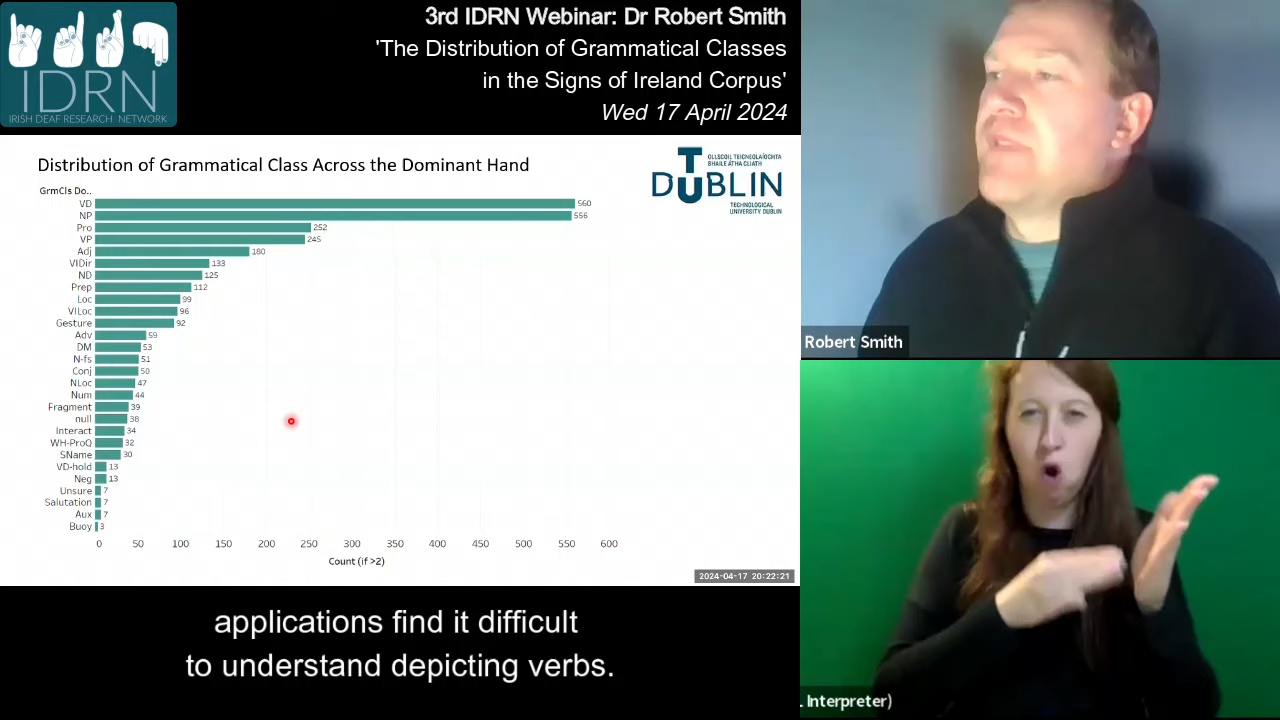 IDRN
IRISH DEAF RESEARCH NETWORK
3rd IDRN Webinar: Dr Robert Smith
'The Distribution of Grammatical Classes
in the Signs of Ireland Corpus'
Wed 17 April 2024
Distribution of Grammatical Class Across the Dominant Hand
OLLSCOIL TEICNEOLAÍOCHTA
BHAILE ÁTHA CLIATH
TU DUBLIN
TECHNOLOGICAL
UNIVERSITY DUBLIN
GrmCls Do..
VD 560
NP 556
Pro 252
VP 245
Adj 180
VIDir 133
ND 125
Prep 112
Loc 99
VILoc 96
Gesture 92
Adv 59
DM 53
N-fs 51
Conj 50
NLoc 47
Num 44
Fragment 39
null 38
Interact 34
WH-ProQ 32
SName 30
VD-hold 13
Neg 13
Unsure 7
Salutation 7
Aux 7
Buoy 3
0 50 100 150 200 250 300 350 400 450 500 550 600
Count (if >2)
2024-04-17 20:22:21
Robert Smith
applications find it difficult
to understand depicting verbs.
Interpreter)